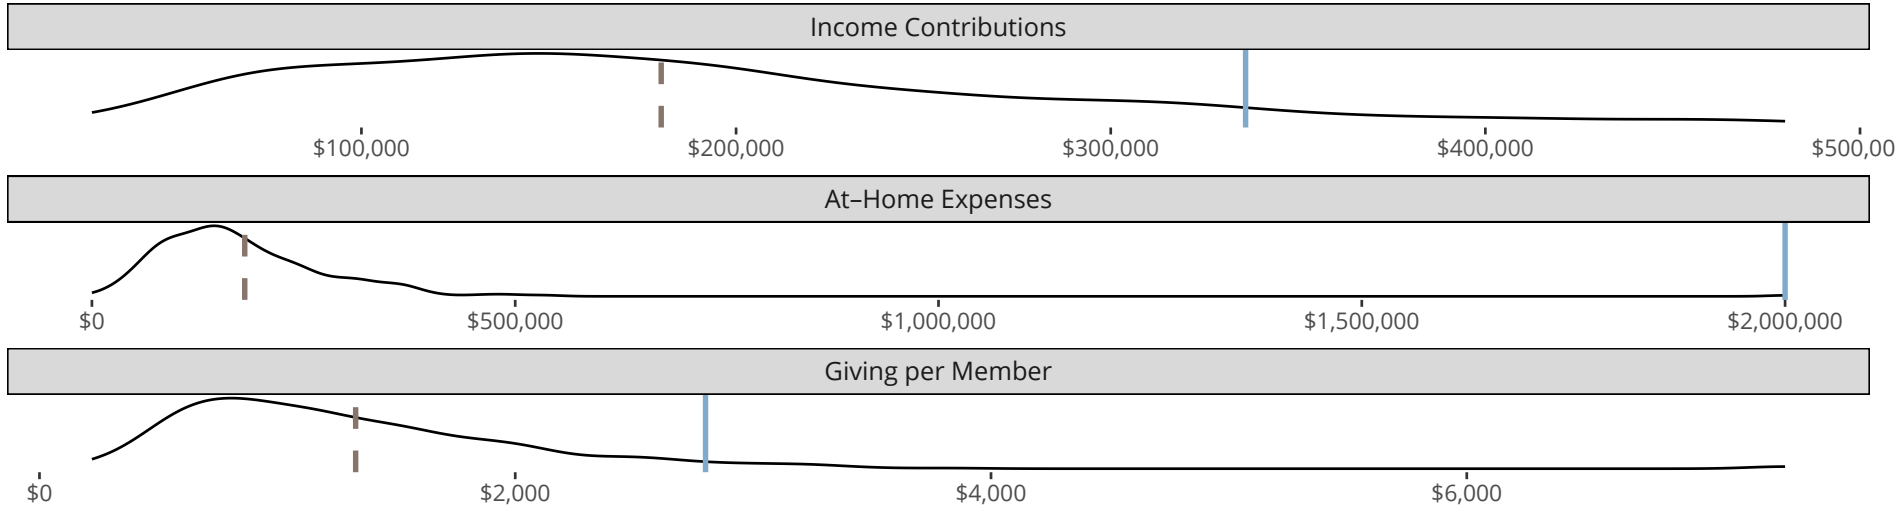 Income Contributions
$100,000 $200,000 $300,000 $400,000 $500,00
At–Home Expenses
$0 $500,000 $1,000,000 $1,500,000 $2,000,000
Giving per Member
$0 $2,000 $4,000 $6,000